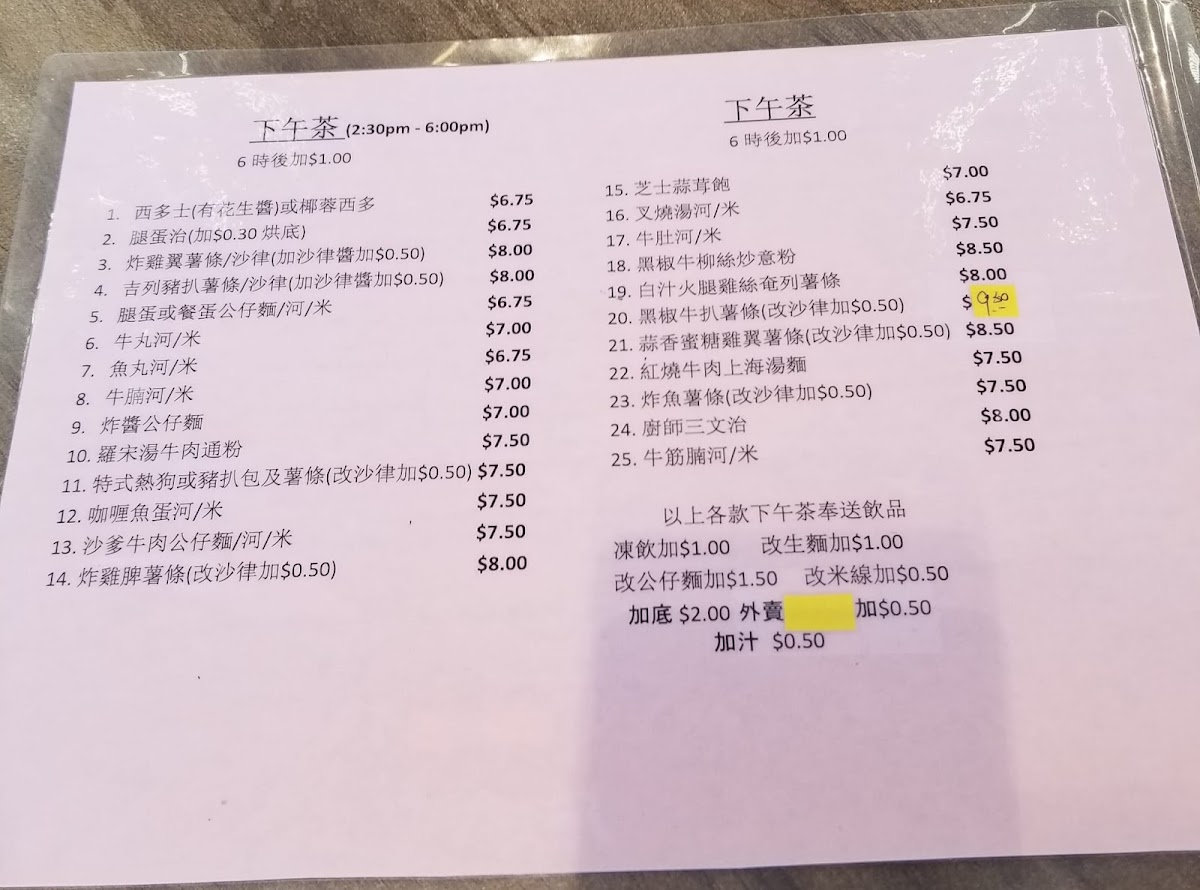 下午茶 (2:30pm - 6:00pm)
6 時後加$1.00
1. 西多士(有花生醬)或椰蓉西多 $6.75
2. 腿蛋治(加$0.30 烘底) $6.75
3. 炸雞翼薯條/沙律(加沙律醬加$0.50) $8.00
4. 吉列豬扒薯條/沙律(加沙律醬加$0.50) $8.00
5. 腿蛋或餐蛋公仔麵/河/米 $6.75
6. 牛丸河/米 $7.00
7. 魚丸河/米 $6.75
8. 牛腩河/米 $7.00
9. 炸醬公仔麵 $7.00
10. 羅宋湯牛肉通粉 $7.50
11. 特式熱狗或豬扒包及薯條(改沙律加$0.50) $7.50
12. 咖喱魚蛋河/米 $7.50
13. 沙爹牛肉公仔麵/河/米 $7.50
14. 炸雞脾薯條(改沙律加$0.50) $8.00
下午茶
6 時後加$1.00
15. 芝士蒜茸飽 $7.00
16. 叉燒湯河/米 $6.75
17. 牛肚河/米 $7.50
18. 黑椒牛柳絲炒意粉 $8.50
19. 白汁火腿雞絲奄列薯條 $8.00
20. 黑椒牛扒薯條(改沙律加$0.50) $9.50
21. 蒜香蜜糖雞翼薯條(改沙律加$0.50) $8.50
22. 紅燒牛肉上海湯麵 $7.50
23. 炸魚薯條(改沙律加$0.50) $7.50
24. 廚師三文治 $8.00
25. 牛筋腩河/米 $7.50
以上各款下午茶奉送飲品
凍飲加$1.00 改生麵加$1.00
改公仔麵加$1.50 改米線加$0.50
加底 $2.00 外賣 加$0.50
加汁 $0.50